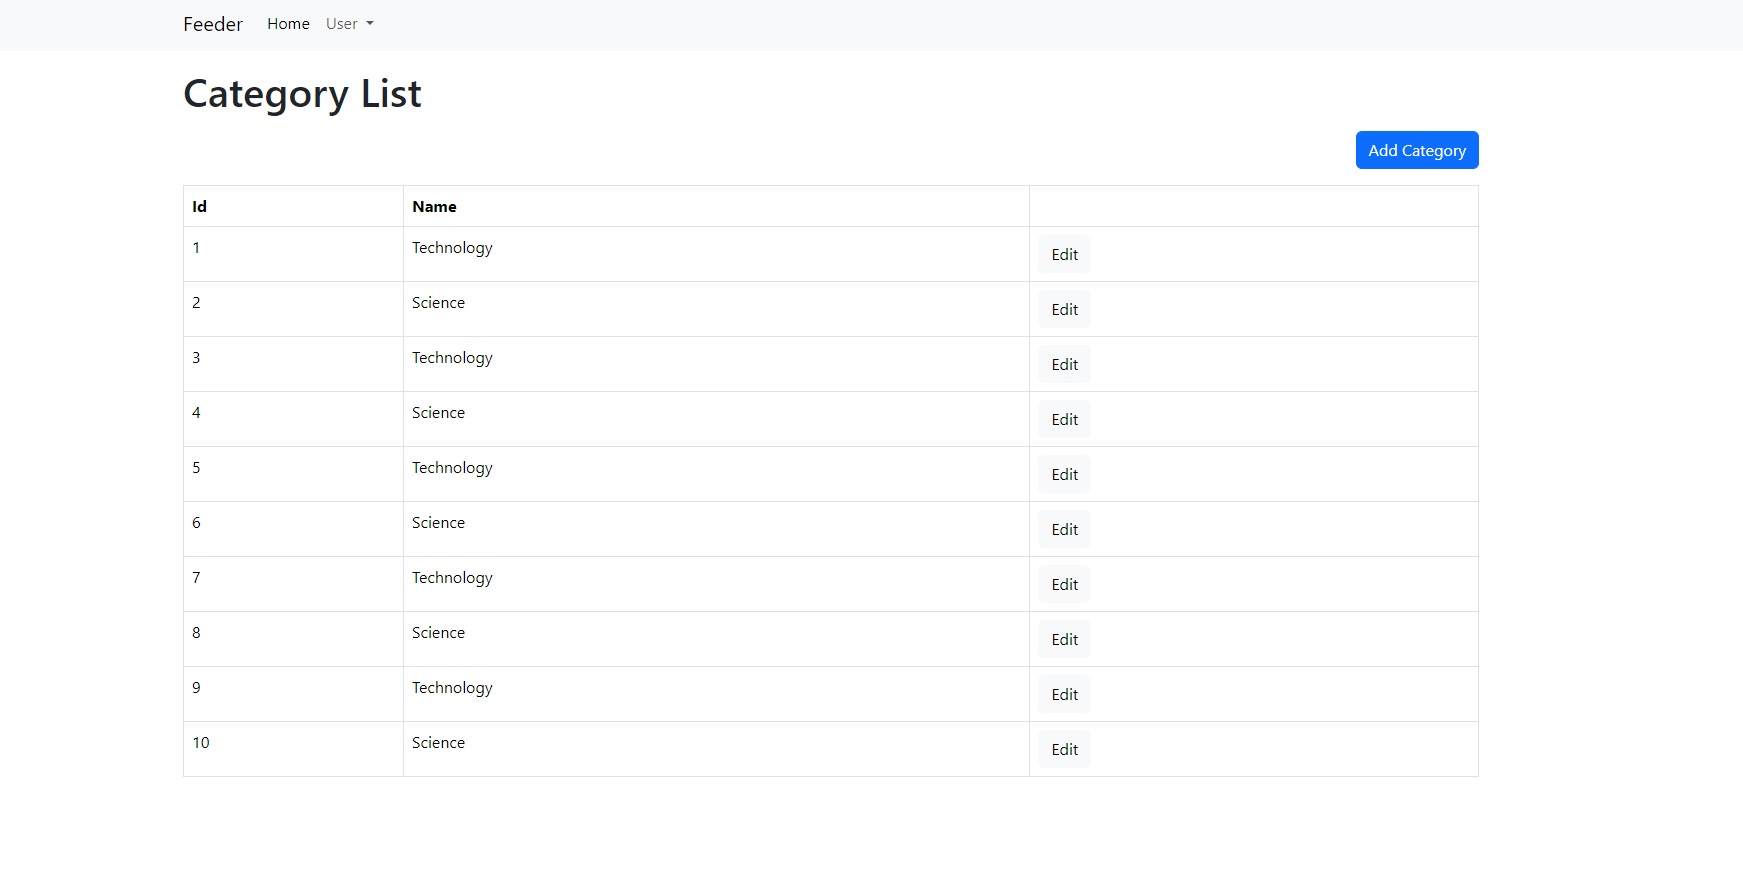 Feeder Home User
Category List
Add Category
Id Name
1 Technology Edit
2 Science Edit
3 Technology Edit
4 Science Edit
5 Technology Edit
6 Science Edit
7 Technology Edit
8 Science Edit
9 Technology Edit
10 Science Edit